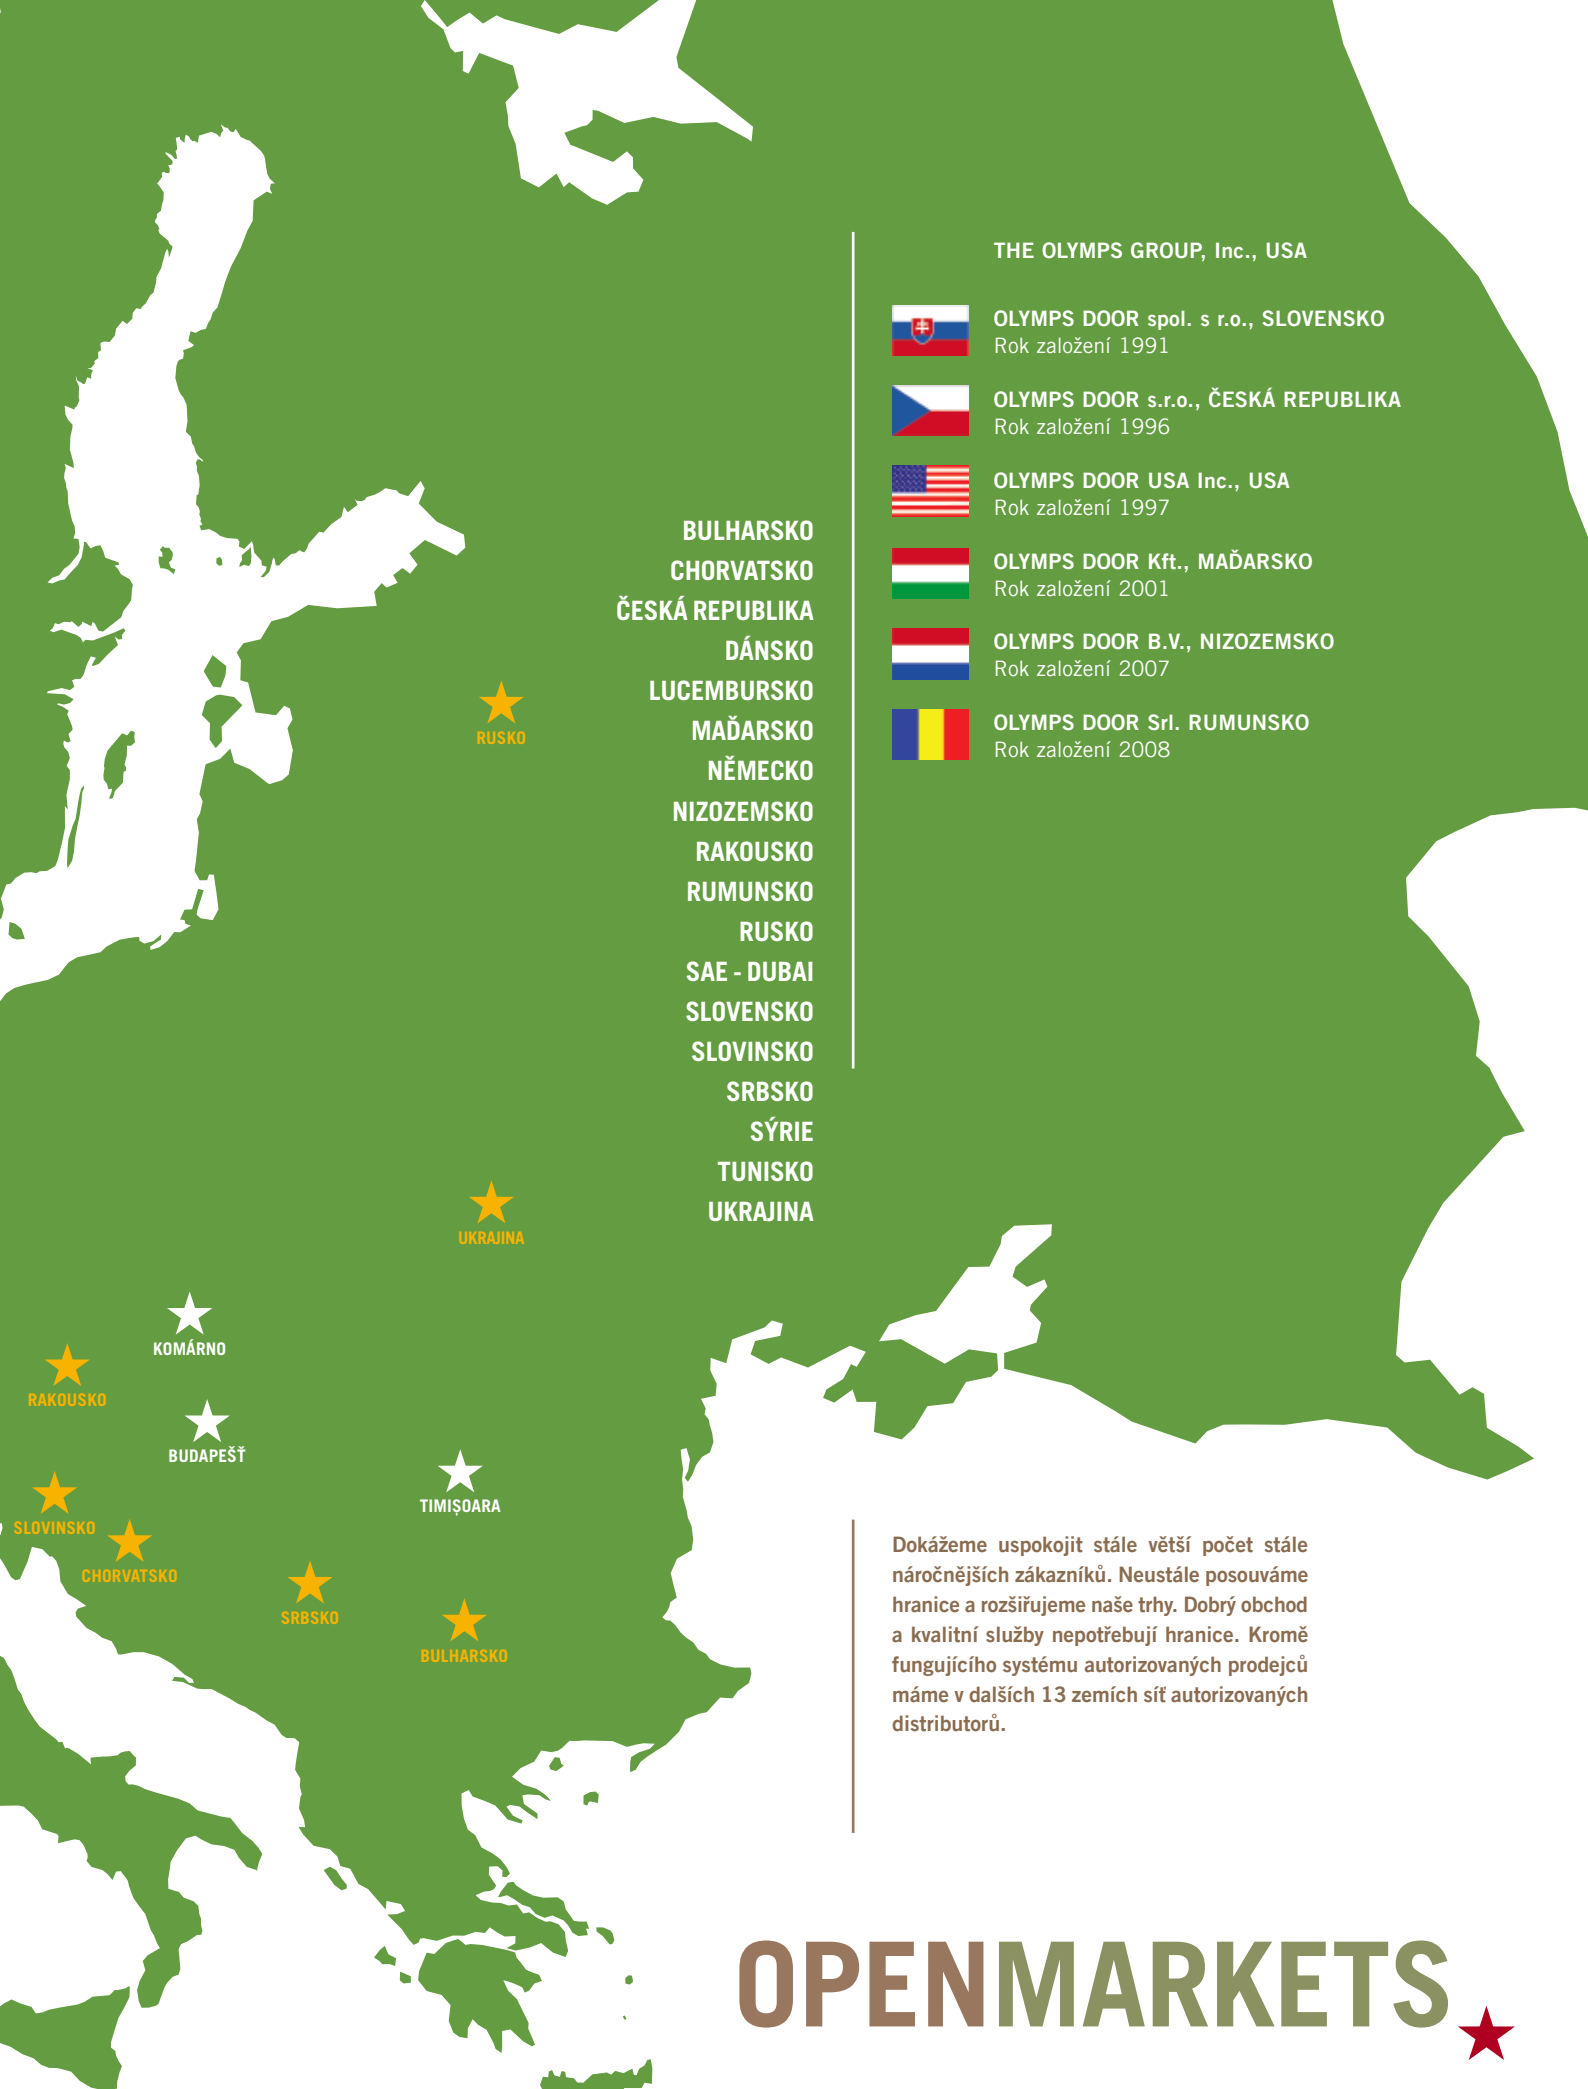 THE OLYMPS GROUP, Inc., USA
OLYMPS DOOR spol. s r.o., SLOVENSKO
Rok založení 1991
OLYMPS DOOR s.r.o., ČESKÁ REPUBLIKA
Rok založení 1996
OLYMPS DOOR USA Inc., USA
Rok založení 1997
OLYMPS DOOR Kft., MAĎARSKO
Rok založení 2001
OLYMPS DOOR B.V., NIZOZEMSKO
Rok založení 2007
OLYMPS DOOR Srl. RUMUNSKO
Rok založení 2008
BULHARSKO
CHORVATSKO
ČESKÁ REPUBLIKA
DÁNSKO
LUCEMBURSKO
MAĎARSKO
NĚMECKO
NIZOZEMSKO
RAKOUSKO
RUMUNSKO
RUSKO
SAE - DUBAI
SLOVENSKO
SLOVINSKO
SRBSKO
SÝRIE
TUNISKO
UKRAJINA
RUSKO
UKRAJINA
KOMÁRNO
RAKOUSKO
BUDAPEŠŤ
TIMIȘOARA
SLOVINSKO
CHORVATSKO
SRBSKO
BULHARSKO
Dokážeme uspokojit stále větší počet stále
náročnějších zákazníků. Neustále posouváme
hranice a rozšiřujeme naše trhy. Dobrý obchod
a kvalitní služby nepotřebují hranice. Kromě
fungujícího systému autorizovaných prodejců
máme v dalších 13 zemích síť autorizovaných
distributorů.
OPENMARKETS